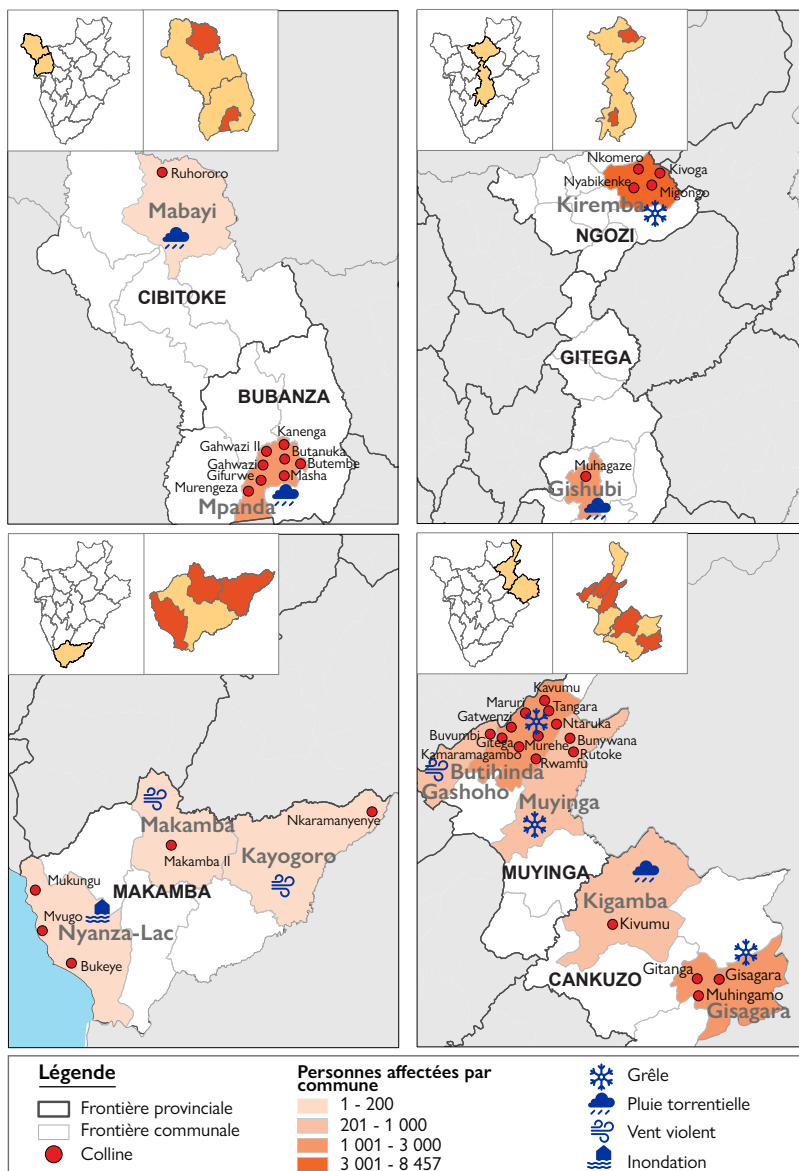 Ruhororo
Mabayi
CIBITOKE
BUBANZA
Kanenga
Gahwazi II
Butanuka
Gahwazi
Butembe
Gifurwe
Masha
Murengeza
Mpanda
Nkomero
Kivoga
Nyabikenke
Migongo
Kiremba
NGOZI
GITEGA
Muhagaze
Gishubi
Nkaramanyenye
Makamba
Makamba II
Kayogoro
Mukungu
MAKAMBA
Mvugo
Nyanza-Lac
Bukeye
Kavumu
Maruri
Tangara
Gatwenzi
Ntaruka
Buvumbi
Gitega
Murehe
Bunywana
Kamaramagambo
Rutoke
Rwamfu
Butihinda
Gashoho
Muyinga
MUYINGA
Kigamba
Kivumu
CANKUZO
Gitanga
Gisagara
Muhingamo
Gisagara
Légende
Frontière provinciale
Frontière communale
Colline
Personnes affectées par
commune
1 - 200
201 - 1 000
1 001 - 3 000
3 001 - 8 457
Grêle
Pluie torrentielle
Vent violent
Inondation